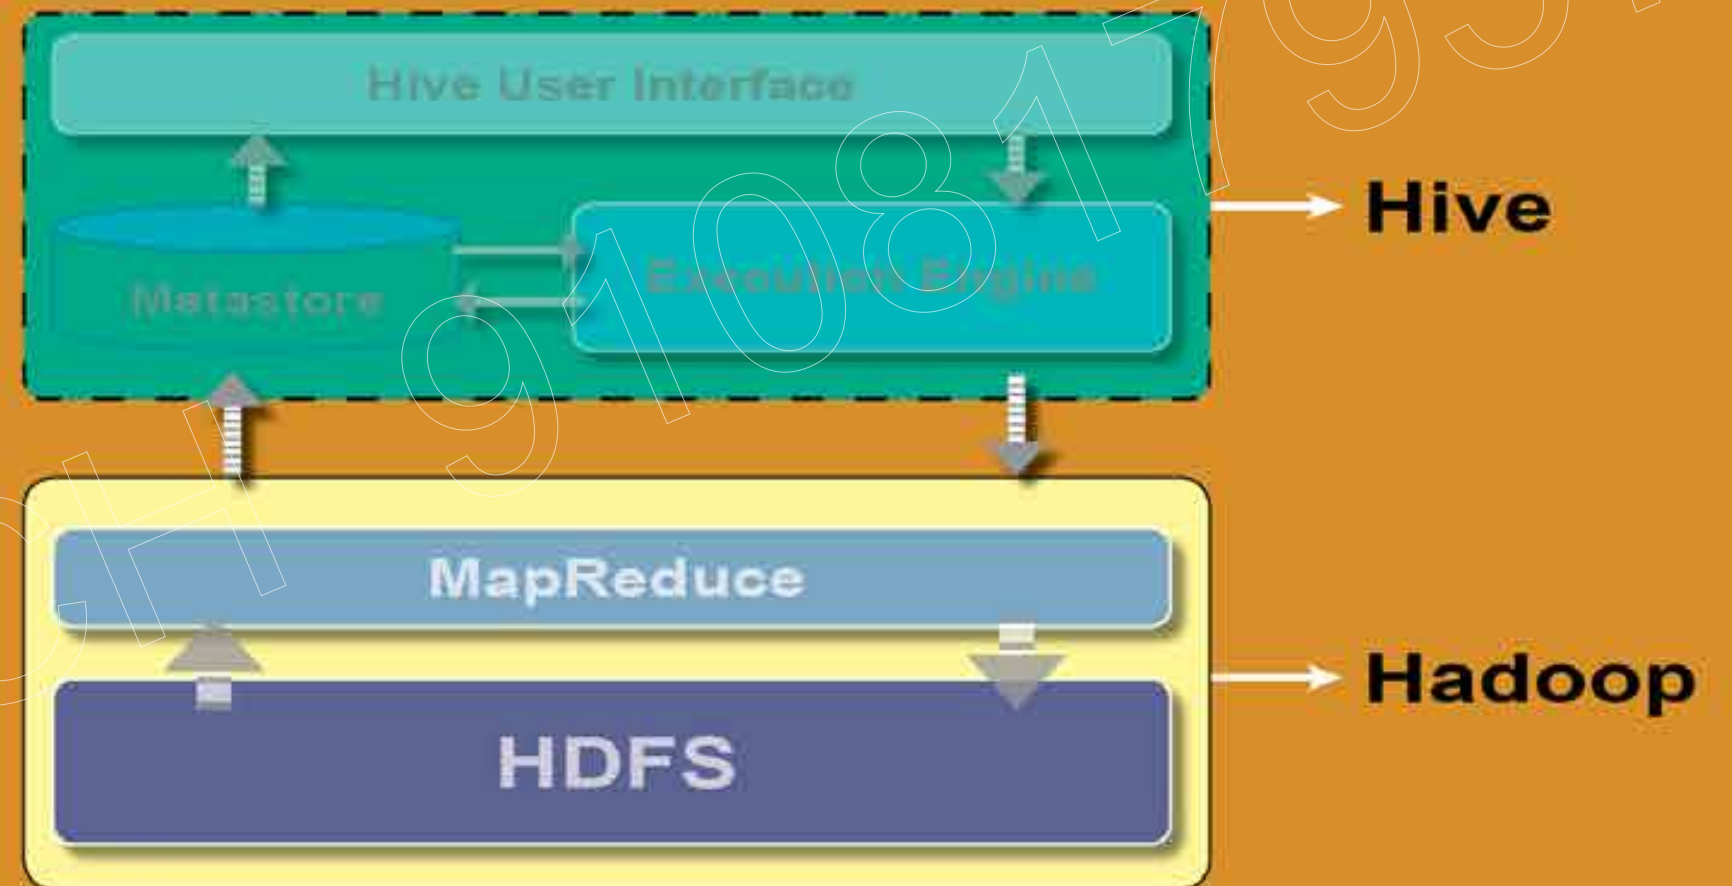 Hive User Interface
Hive
Metastore
Execution Engine
MapReduce
Hadoop
HDFS